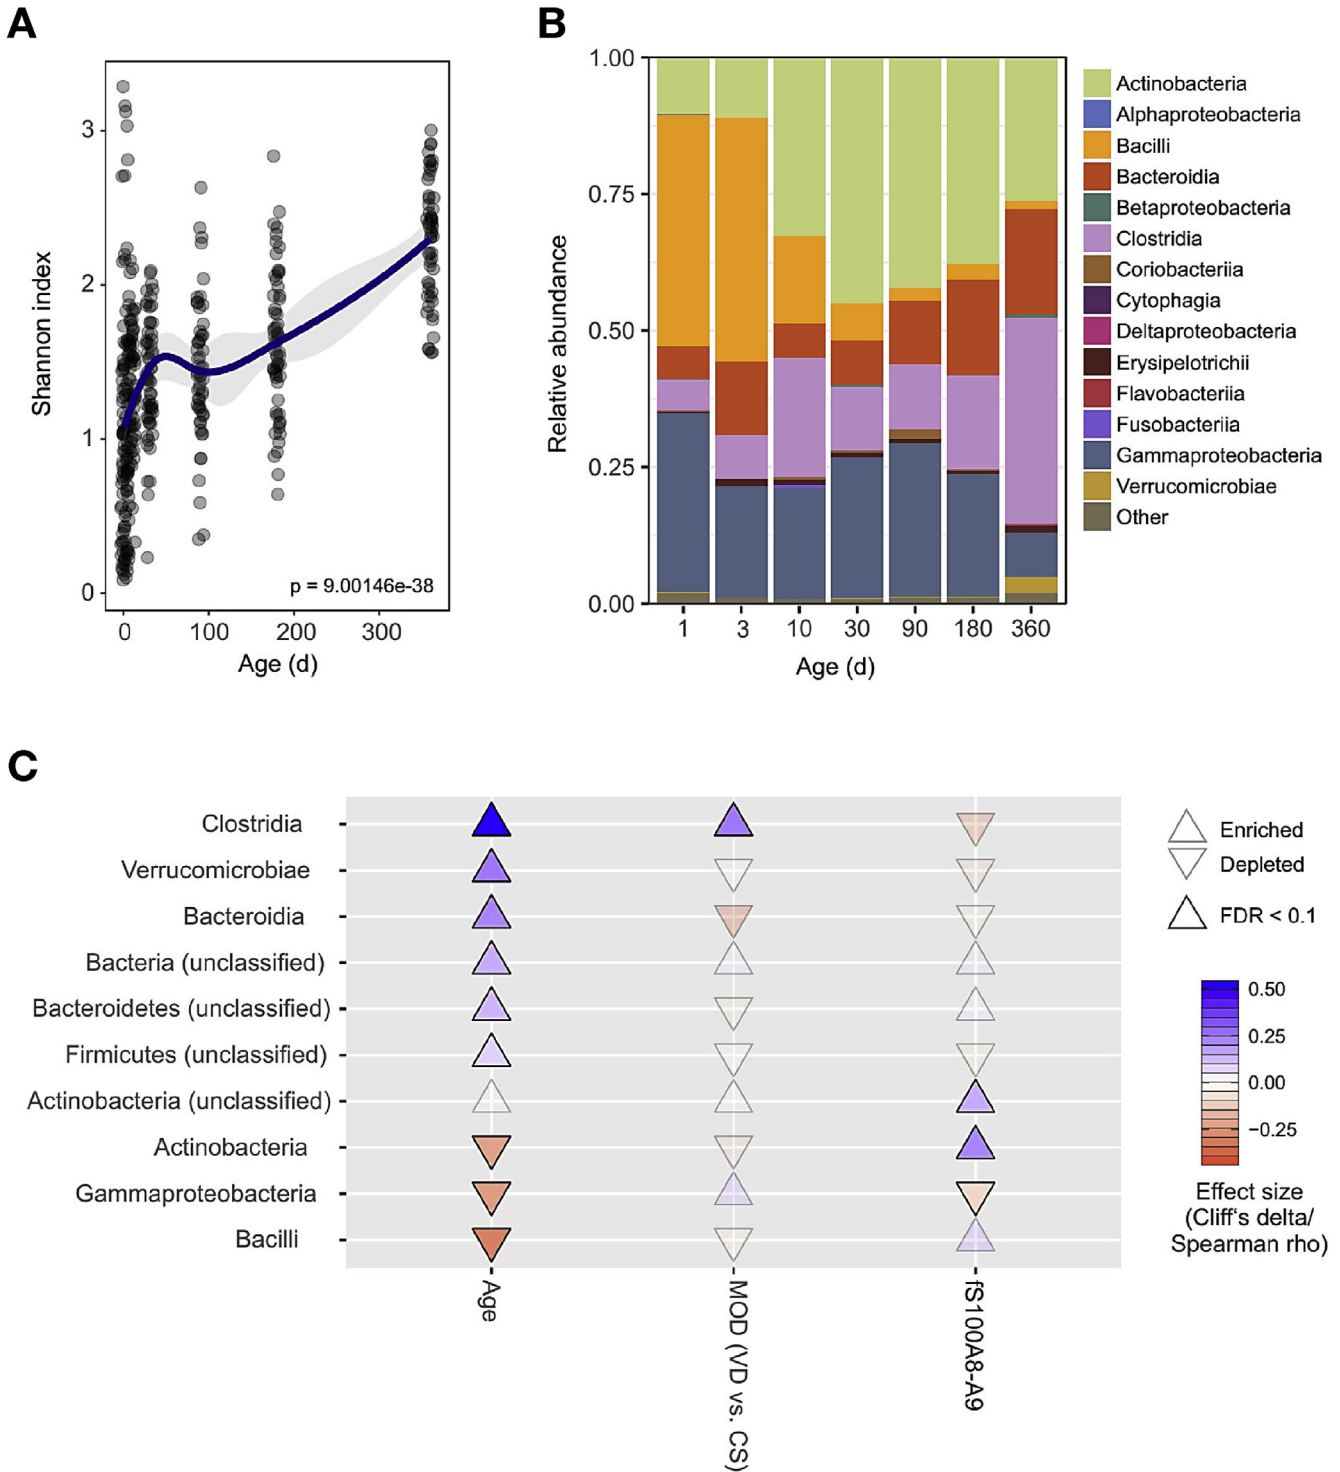 A
B
Shannon index
3
2
1
0
p = 9.00146e-38
0 100 200 300
Age (d)
Relative abundance
1.00
0.75
0.50
0.25
0.00
1 3 10 30 90 180 360
Age (d)
Actinobacteria
Alphaproteobacteria
Bacilli
Bacteroidia
Betaproteobacteria
Clostridia
Coriobacteriia
Cytophagia
Deltaproteobacteria
Erysipelotrichii
Flavobacteriia
Fusobacteriia
Gammaproteobacteria
Verrucomicrobiae
Other
C
Clostridia
Verrucomicrobiae
Bacteroidia
Bacteria (unclassified)
Bacteroidetes (unclassified)
Firmicutes (unclassified)
Actinobacteria (unclassified)
Actinobacteria
Gammaproteobacteria
Bacilli
Age
MOD (VD vs. CS)
fS100A8-A9
Enriched
Depleted
FDR < 0.1
0.50
0.25
0.00
−0.25
Effect size
(Cliff's delta/
Spearman rho)